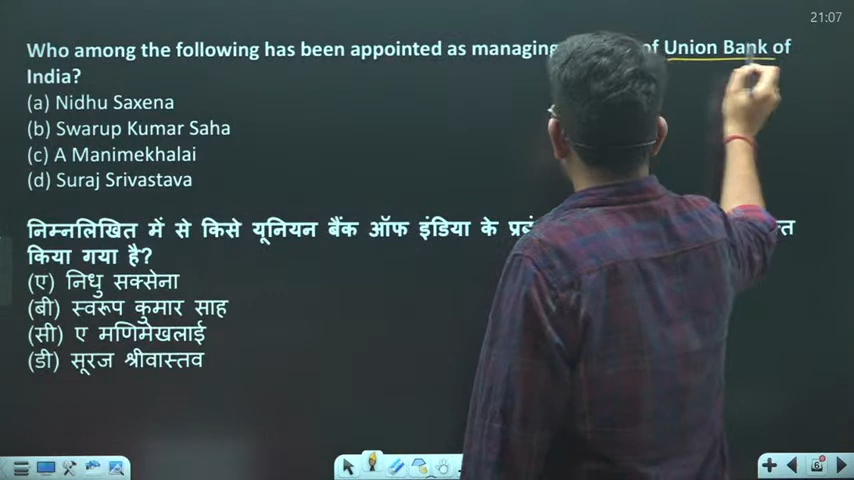 21:07
Who among the following has been appointed as managing of Union Bank of
India?
(a) Nidhu Saxena
(b) Swarup Kumar Saha
(c) A Manimekhalai
(d) Suraj Srivastava
निम्नलिखित में से किसे यूनियन बैंक ऑफ इंडिया के
किया गया है?
(ए) निधु सक्सेना
(बी) स्वरूप कुमार साह
(सी) ए मणिमेखलाई
(डी) सूरज श्रीवास्तव